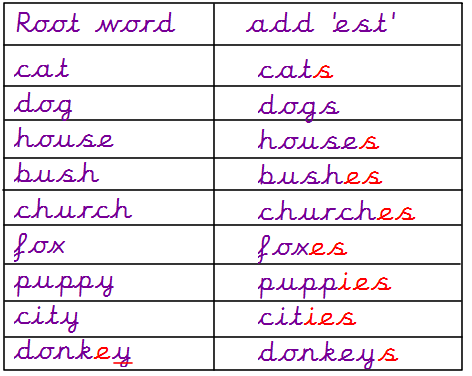 Root word add 'est'
cat cats
dog dogs
house houses
bush bushes
church churches
fox foxes
puppy puppies
city cities
donkey donkeys